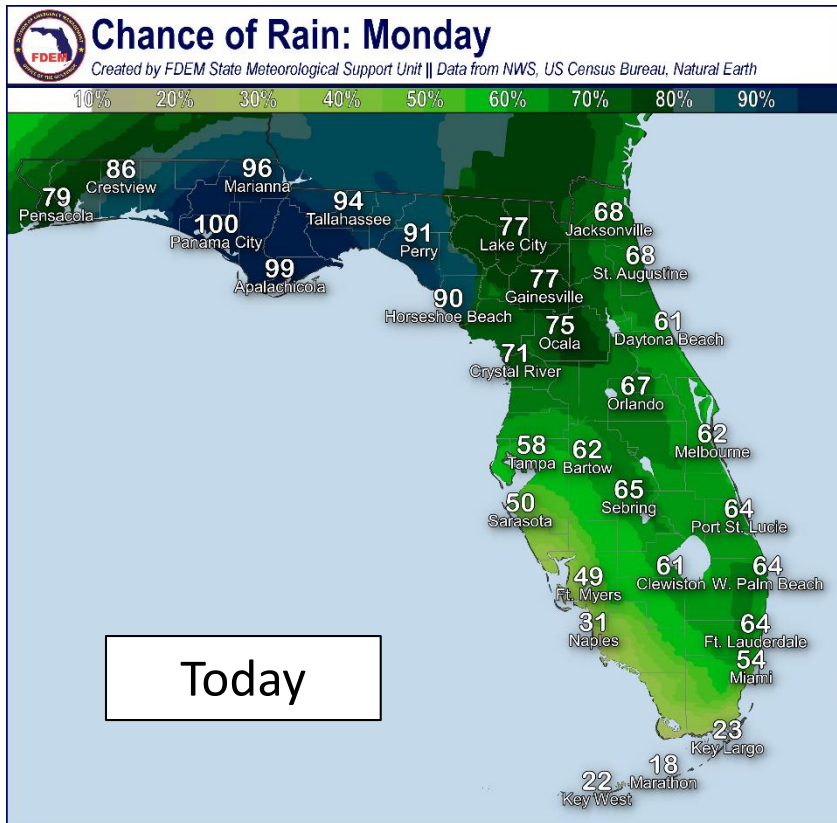 Chance of Rain: Monday
FDEM
Created by FDEM State Meteorological Support Unit || Data from NWS, US Census Bureau, Natural Earth
10% 20% 30% 40% 50% 60% 70% 80% 90%
86
Crestview
96
Marianna
79
Pensacola
94
Tallahassee
100
Panama City
91
Perry
77
Lake City
68
Jacksonville
99
Apalachicola
68
St. Augustine
77
Gainesville
90
Horseshoe Beach
75
Ocala
61
Daytona Beach
71
Crystal River
67
Orlando
58
Tampa
62
Bartow
62
Melbourne
50
Sarasota
65
Sebring
64
Port St. Lucie
49
Ft. Myers
61
Clewiston
64
W. Palm Beach
31
Naples
64
Ft. Lauderdale
54
Miami
Today
23
Key Largo
18
Marathon
22
Key West